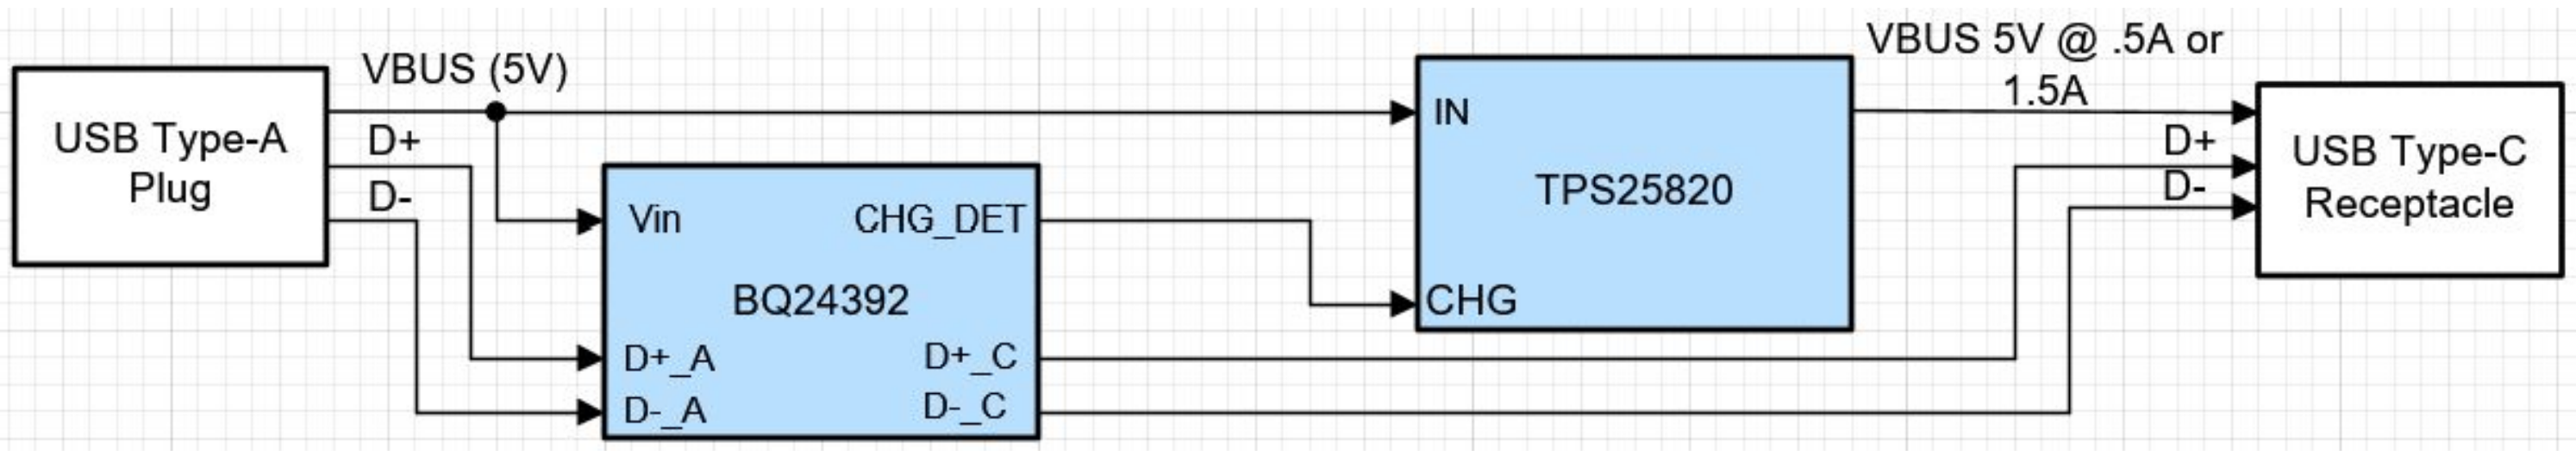 VBUS (5V)
D+
D-
USB Type-A
Plug
Vin
CHG_DET
BQ24392
D+_A
D-_A
D+_C
D-_C
IN
TPS25820
CHG
VBUS 5V @ .5A or
1.5A
D+
D-
USB Type-C
Receptacle